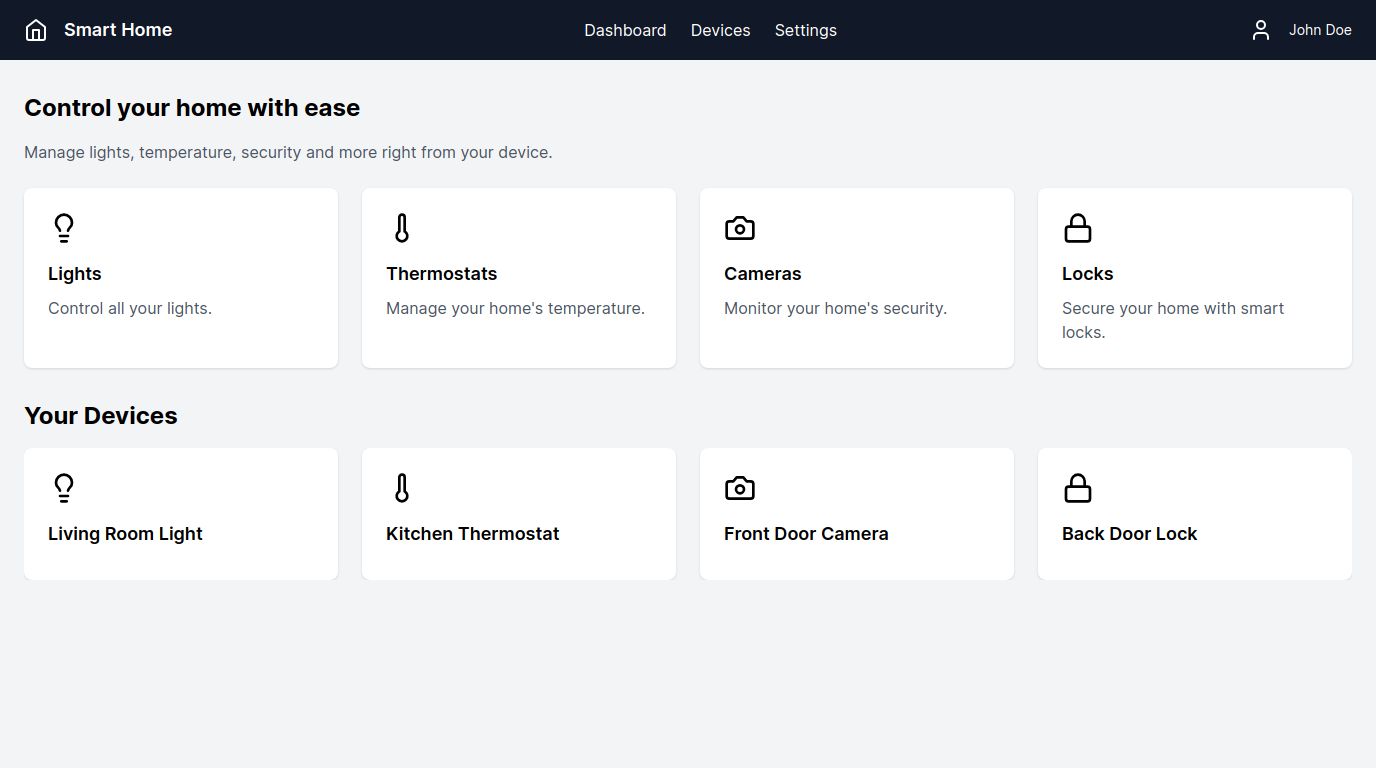 Smart Home
Dashboard
Devices
Settings
John Doe
Control your home with ease
Manage lights, temperature, security and more right from your device.
Lights
Control all your lights.
Thermostats
Manage your home's temperature.
Cameras
Monitor your home's security.
Locks
Secure your home with smart
locks.
Your Devices
Living Room Light
Kitchen Thermostat
Front Door Camera
Back Door Lock